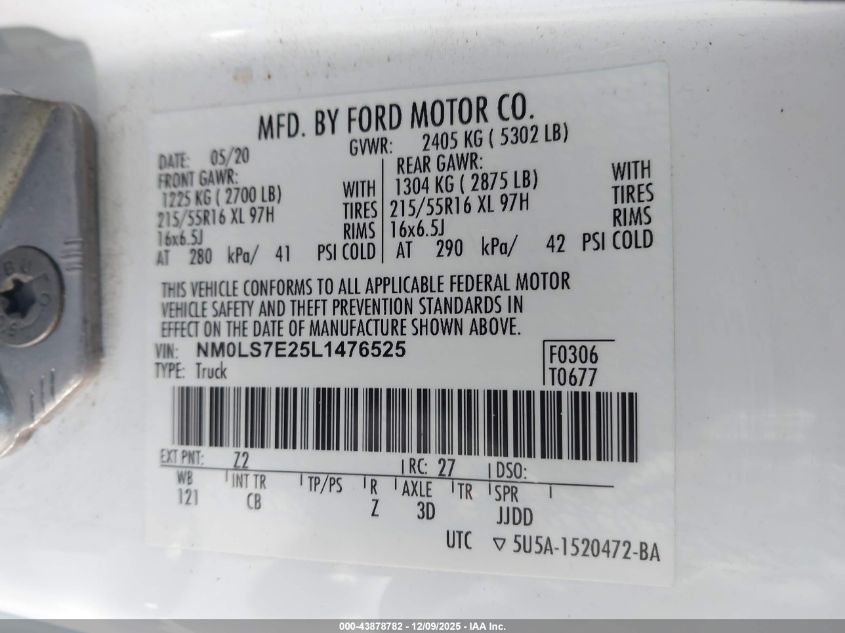 MFD. BY FORD MOTOR CO.
DATE: 05/20 GVWR: 2405 KG ( 5302 LB)
FRONT GAWR: REAR GAWR:
1225 KG ( 2700 LB) WITH 1304 KG ( 2875 LB) WITH
215/55R16 XL 97H TIRES 215/55R16 XL 97H TIRES
16x6.5J RIMS 16x6.5J RIMS
AT 280 kPa/ 41 PSI COLD AT 290 kPa/ 42 PSI COLD
THIS VEHICLE CONFORMS TO ALL APPLICABLE FEDERAL MOTOR
VEHICLE SAFETY AND THEFT PREVENTION STANDARDS IN
EFFECT ON THE DATE OF MANUFACTURE SHOWN ABOVE.
VIN: NM0LS7E25L1476525 F0306
TYPE: Truck T0677
EXT PNT: Z2 RC: 27 DSO:
WB INT TR TP/PS R AXLE TR SPR
121 CB Z 3D JJDD
UTC ▽ 5U5A-1520472-BA
000-43878782 - 12/09/2025 - IAA Inc.